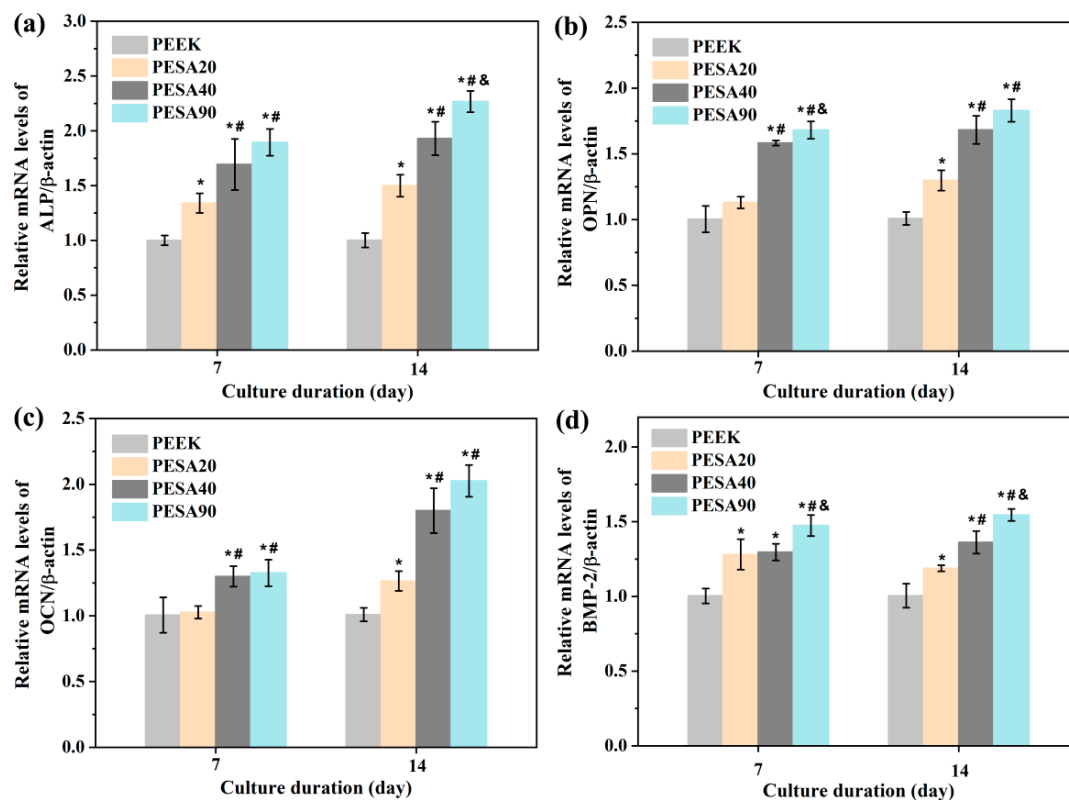 (a)
PEEK
PESA20
PESA40
PESA90
3.0
2.5
2.0
1.5
1.0
0.5
0.0
*
*#
*#
*
*#
*#&
7
14
Relative mRNA levels of
ALP/β-actin
Culture duration (day)
(b)
PEEK
PESA20
PESA40
PESA90
2.5
2.0
1.5
1.0
0.5
0.0
*#
*#&
*
*#
*#
7
14
Relative mRNA levels of
OPN/β-actin
Culture duration (day)
(c)
PEEK
PESA20
PESA40
PESA90
2.5
2.0
1.5
1.0
0.5
0.0
*#
*#
*
*#
*#
7
14
Relative mRNA levels of
OCN/β-actin
Culture duration (day)
(d)
PEEK
PESA20
PESA40
PESA90
2.0
1.5
1.0
0.5
0.0
*
*
*#&
*
*#
*#&
7
14
Relative mRNA levels of
BMP-2/β-actin
Culture duration (day)